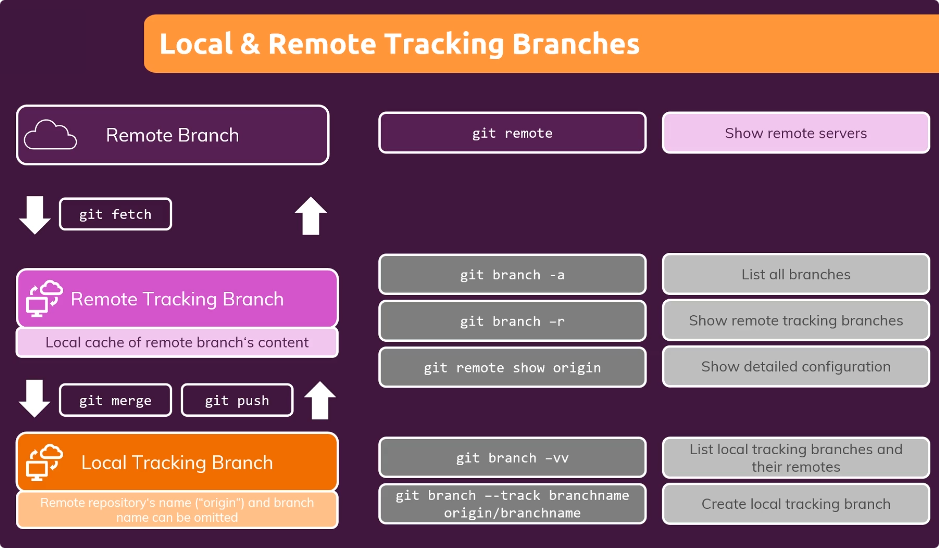 Local & Remote Tracking Branches
Remote Branch
git remote
Show remote servers
git fetch
git branch -a
List all branches
Remote Tracking Branch
Local cache of remote branch's content
git branch –r
Show remote tracking branches
git remote show origin
Show detailed configuration
git merge
git push
Local Tracking Branch
Remote repository's name ("origin") and branch
name can be omitted
git branch –vv
List local tracking branches and
their remotes
git branch --track branchname
origin/branchname
Create local tracking branch